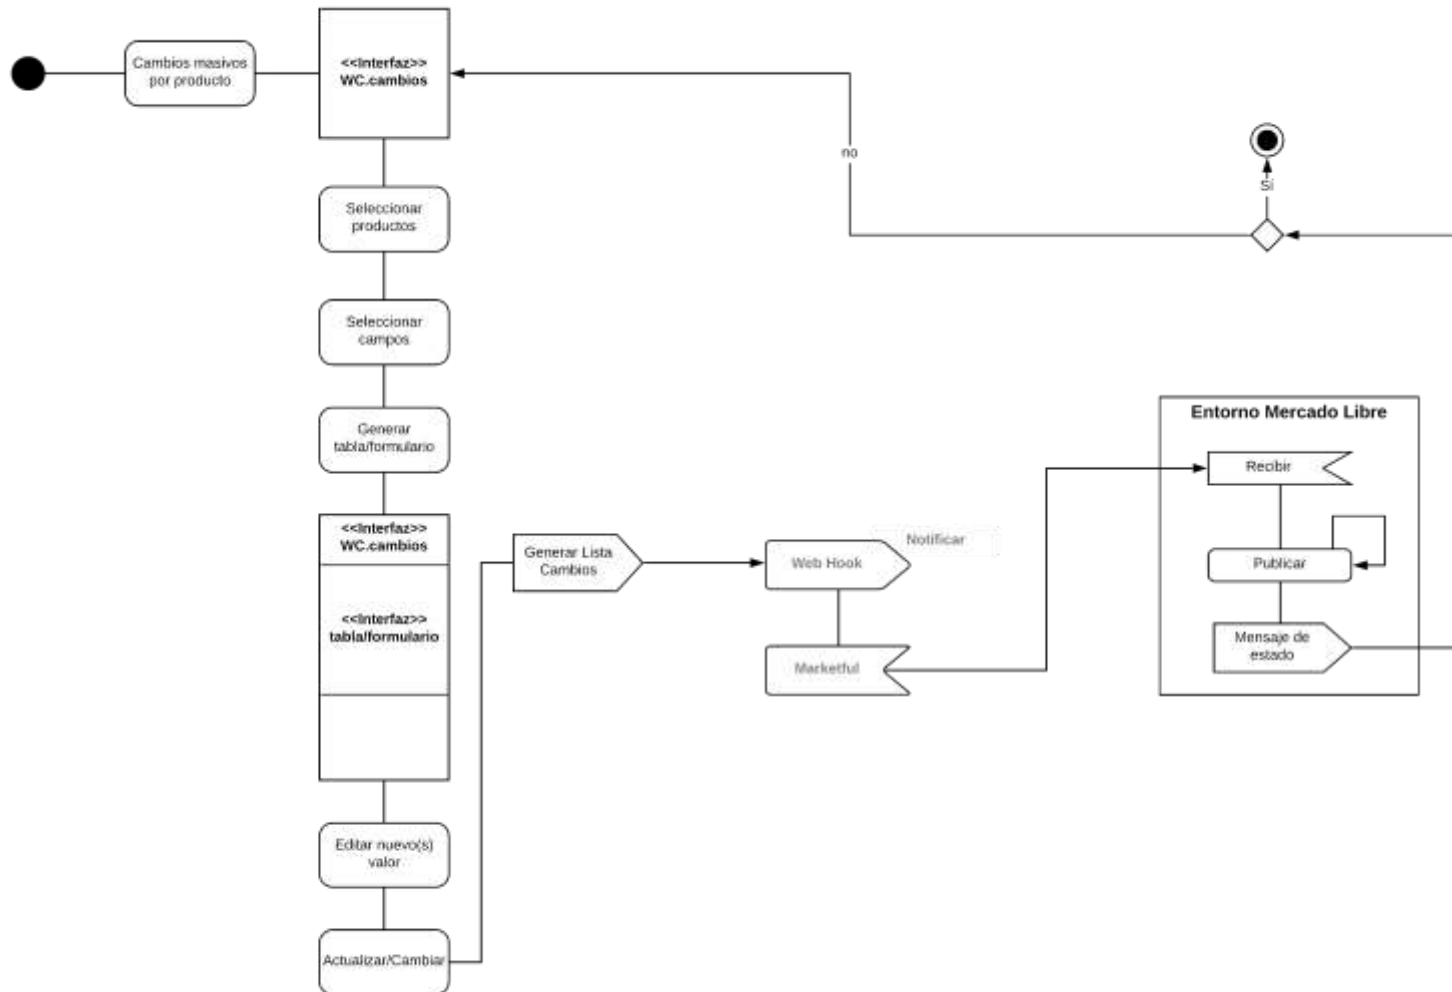 Cambios masivos
por producto
<<Interfaz>>
WC.cambios
no
Sí
Seleccionar
productos
Seleccionar
campos
Generar
tabla/formulario
Entorno Mercado Libre
Recibir
<<Interfaz>>
WC.cambios
Generar Lista
Cambios
Notificar
Web Hook
Publicar
<<Interfaz>>
tabla/formulario
Marketful
Mensaje de
estado
Editar nuevo(s)
valor
Actualizar/Cambiar